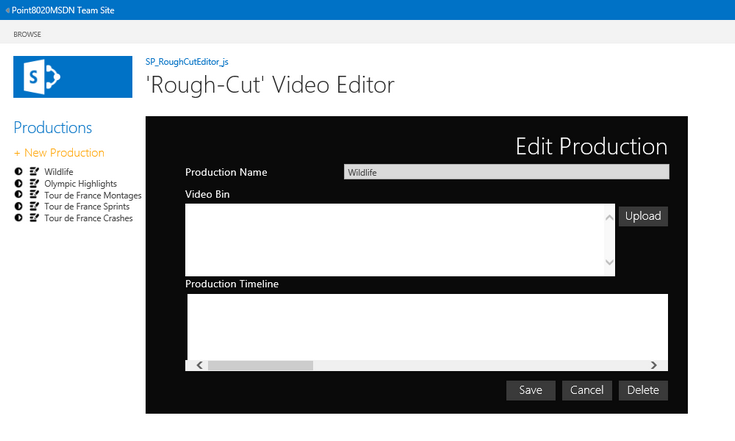 Point8020MSDN Team Site
BROWSE
S
SP_RoughCutEditor_js
'Rough-Cut' Video Editor
Productions
+ New Production
Wildlife
Olympic Highlights
Tour de France Montages
Tour de France Sprints
Tour de France Crashes
Edit Production
Production Name
Wildlife
Video Bin
Upload
Production Timeline
Save Cancel Delete